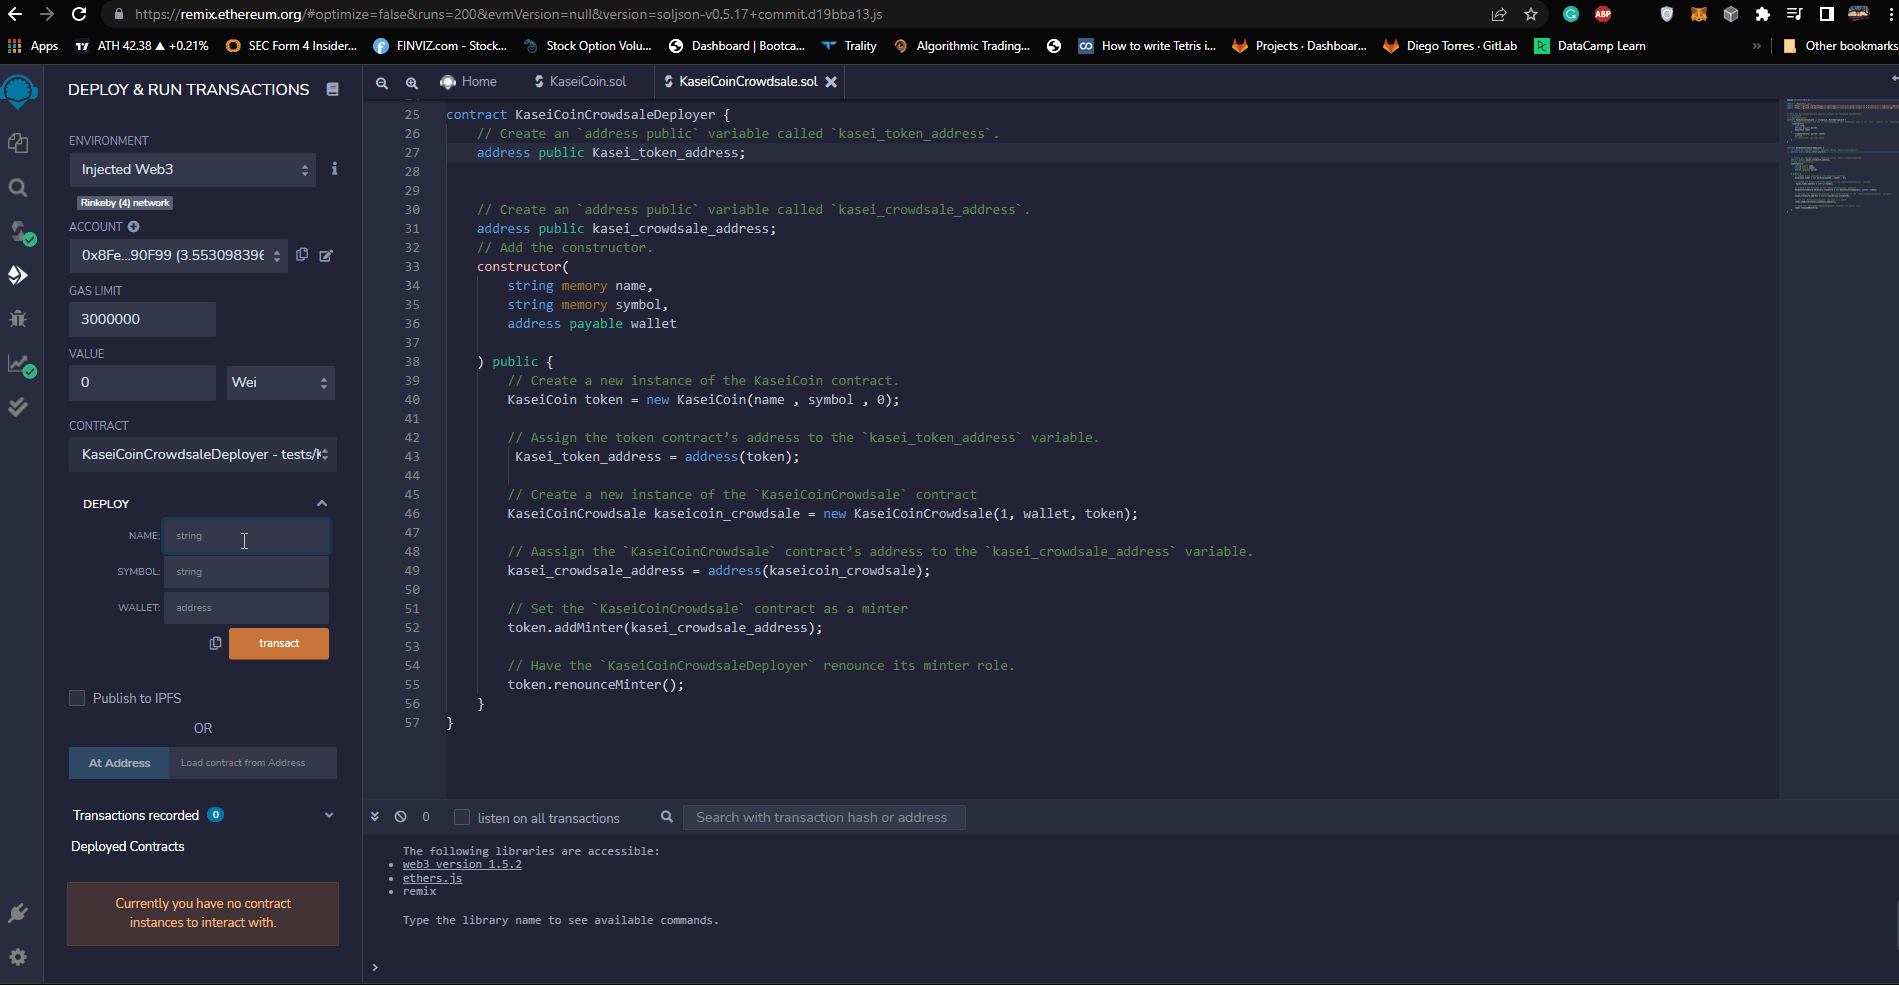 https://remix.ethereum.org/#optimize=false&runs=200&evmVersion=null&version=soljson-v0.5.17+commit.d19bba13.js
Apps
ATH 42.38 ▲ +0.21%
SEC Form 4 Insider...
FINVIZ.com - Stock...
Stock Option Volu...
Dashboard | Bootca...
Trality
Algorithmic Trading...
How to write Tetris i...
Projects · Dashboar...
Diego Torres · GitLab
DataCamp Learn
»
Other bookmarks
DEPLOY & RUN TRANSACTIONS
ENVIRONMENT
Injected Web3
Rinkeby (4) network
ACCOUNT
0x8Fe...90F99 (3.553098396
GAS LIMIT
3000000
VALUE
0
Wei
CONTRACT
KaseiCoinCrowdsaleDeployer - tests/K
DEPLOY
NAME: string
SYMBOL: string
WALLET: address
transact
Publish to IPFS
OR
At Address
Load contract from Address
Transactions recorded 0
Deployed Contracts
Currently you have no contract
instances to interact with.
Home
KaseiCoin.sol
KaseiCoinCrowdsale.sol
25 contract KaseiCoinCrowdsaleDeployer {
26 // Create an `address public` variable called `kasei_token_address`.
27 address public Kasei_token_address;
28
29
30 // Create an `address public` variable called `kasei_crowdsale_address`.
31 address public kasei_crowdsale_address;
32 // Add the constructor.
33 constructor(
34 string memory name,
35 string memory symbol,
36 address payable wallet
37
38 ) public {
39 // Create a new instance of the KaseiCoin contract.
40 KaseiCoin token = new KaseiCoin(name , symbol , 0);
41
42 // Assign the token contract’s address to the `kasei_token_address` variable.
43 Kasei_token_address = address(token);
44
45 // Create a new instance of the `KaseiCoinCrowdsale` contract
46 KaseiCoinCrowdsale kaseicoin_crowdsale = new KaseiCoinCrowdsale(1, wallet, token);
47
48 // Aassign the `KaseiCoinCrowdsale` contract’s address to the `kasei_crowdsale_address` variable.
49 kasei_crowdsale_address = address(kaseicoin_crowdsale);
50
51 // Set the `KaseiCoinCrowdsale` contract as a minter
52 token.addMinter(kasei_crowdsale_address);
53
54 // Have the `KaseiCoinCrowdsaleDeployer` renounce its minter role.
55 token.renounceMinter();
56 }
57 }
0
listen on all transactions
Search with transaction hash or address
The following libraries are accessible:
• web3 version 1.5.2
• ethers.js
• remix
Type the library name to see available commands.
>